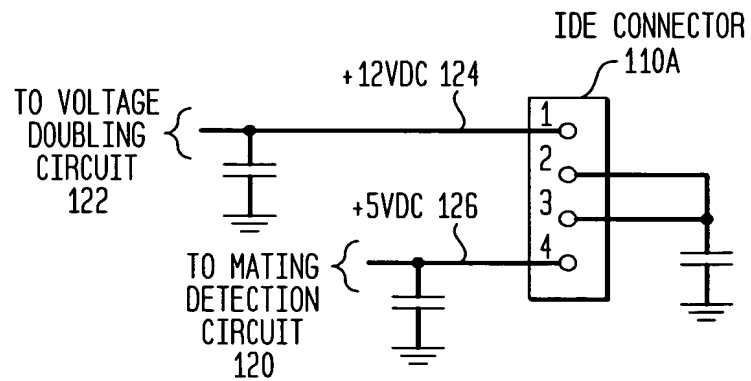 IDE CONNECTOR
110A
+12VDC 124
TO VOLTAGE
DOUBLING
CIRCUIT
122
1
2
3
4
+5VDC 126
TO MATING
DETECTION
CIRCUIT
120